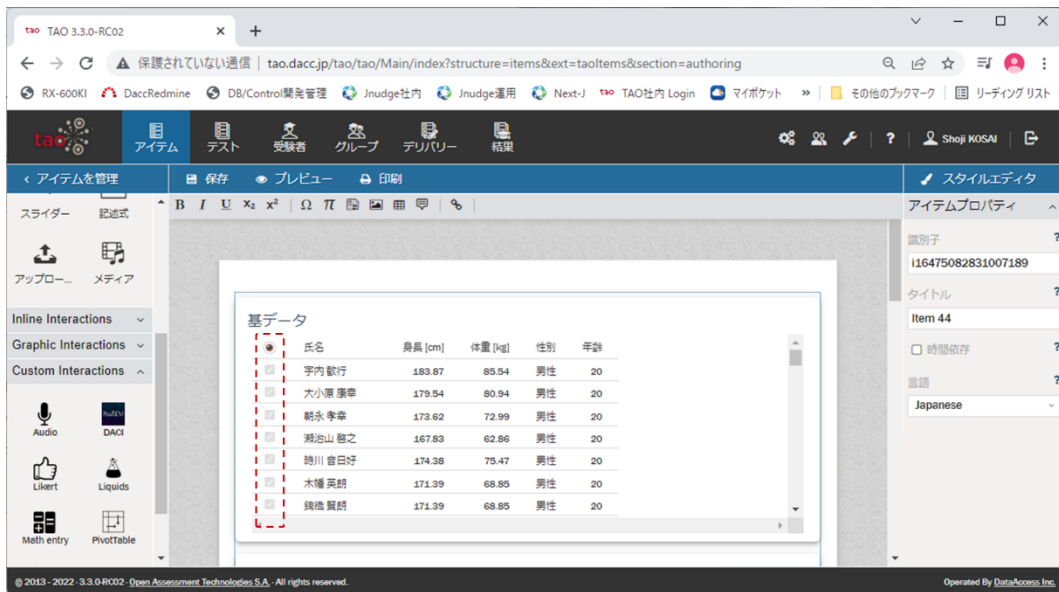 tao TAO 3.3.0-RC02
保護されていない通信 | tao.dacc.jp/tao/tao/Main/index?structure=items&ext=taoItems&section=authoring
RX-600KI DaccRedmine DB/Control開発管理 Jnudge社内 Jnudge運用 Next-J tao TAO社内 Login マイポケット » その他のブックマーク リーディング リスト
tao アイテム テスト 受験者 グループ デリバリー 結果 ? Shoji KOSAI
< アイテムを管理 保存 プレビュー 印刷 スタイルエディタ
B I U x₂ x² Ω π アイテムプロパティ
スライダー 記述式
アップロー... メディア
Inline Interactions
Graphic Interactions
Custom Interactions
Audio DACI
Likert Liquids
Math entry PivotTable
基データ
氏名 身長 [cm] 体重 [kg] 性別 年齢
宇内 歓行 183.87 85.54 男性 20
大小原 康幸 179.54 80.94 男性 20
朝永 孝幸 173.62 72.99 男性 20
瀬治山 啓之 167.83 62.86 男性 20
時川 音日好 174.38 75.47 男性 20
木幡 英朗 171.39 68.85 男性 20
賢朗 171.39 68.85 男性 20
識別子 ?
i16475082831007189
タイトル ?
Item 44
時間依存 ?
言語 ?
Japanese
© 2013 - 2022 · 3.3.0-RC02 · Open Assessment Technologies S.A. · All rights reserved. Operated By DataAccess Inc.